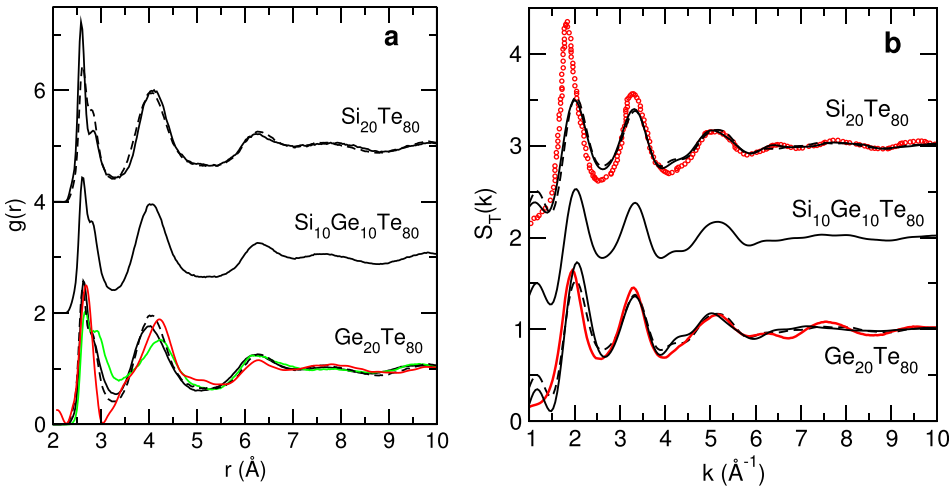 a
Si20Te80
Si10Ge10Te80
Ge20Te80
g(r)
0
2
4
6
2 3 4 5 6 7 8 9 10
r (Å)
b
Si20Te80
Si10Ge10Te80
Ge20Te80
S_T(k)
0
1
2
3
4
1 2 3 4 5 6 7 8 9 10
k (Å-1)